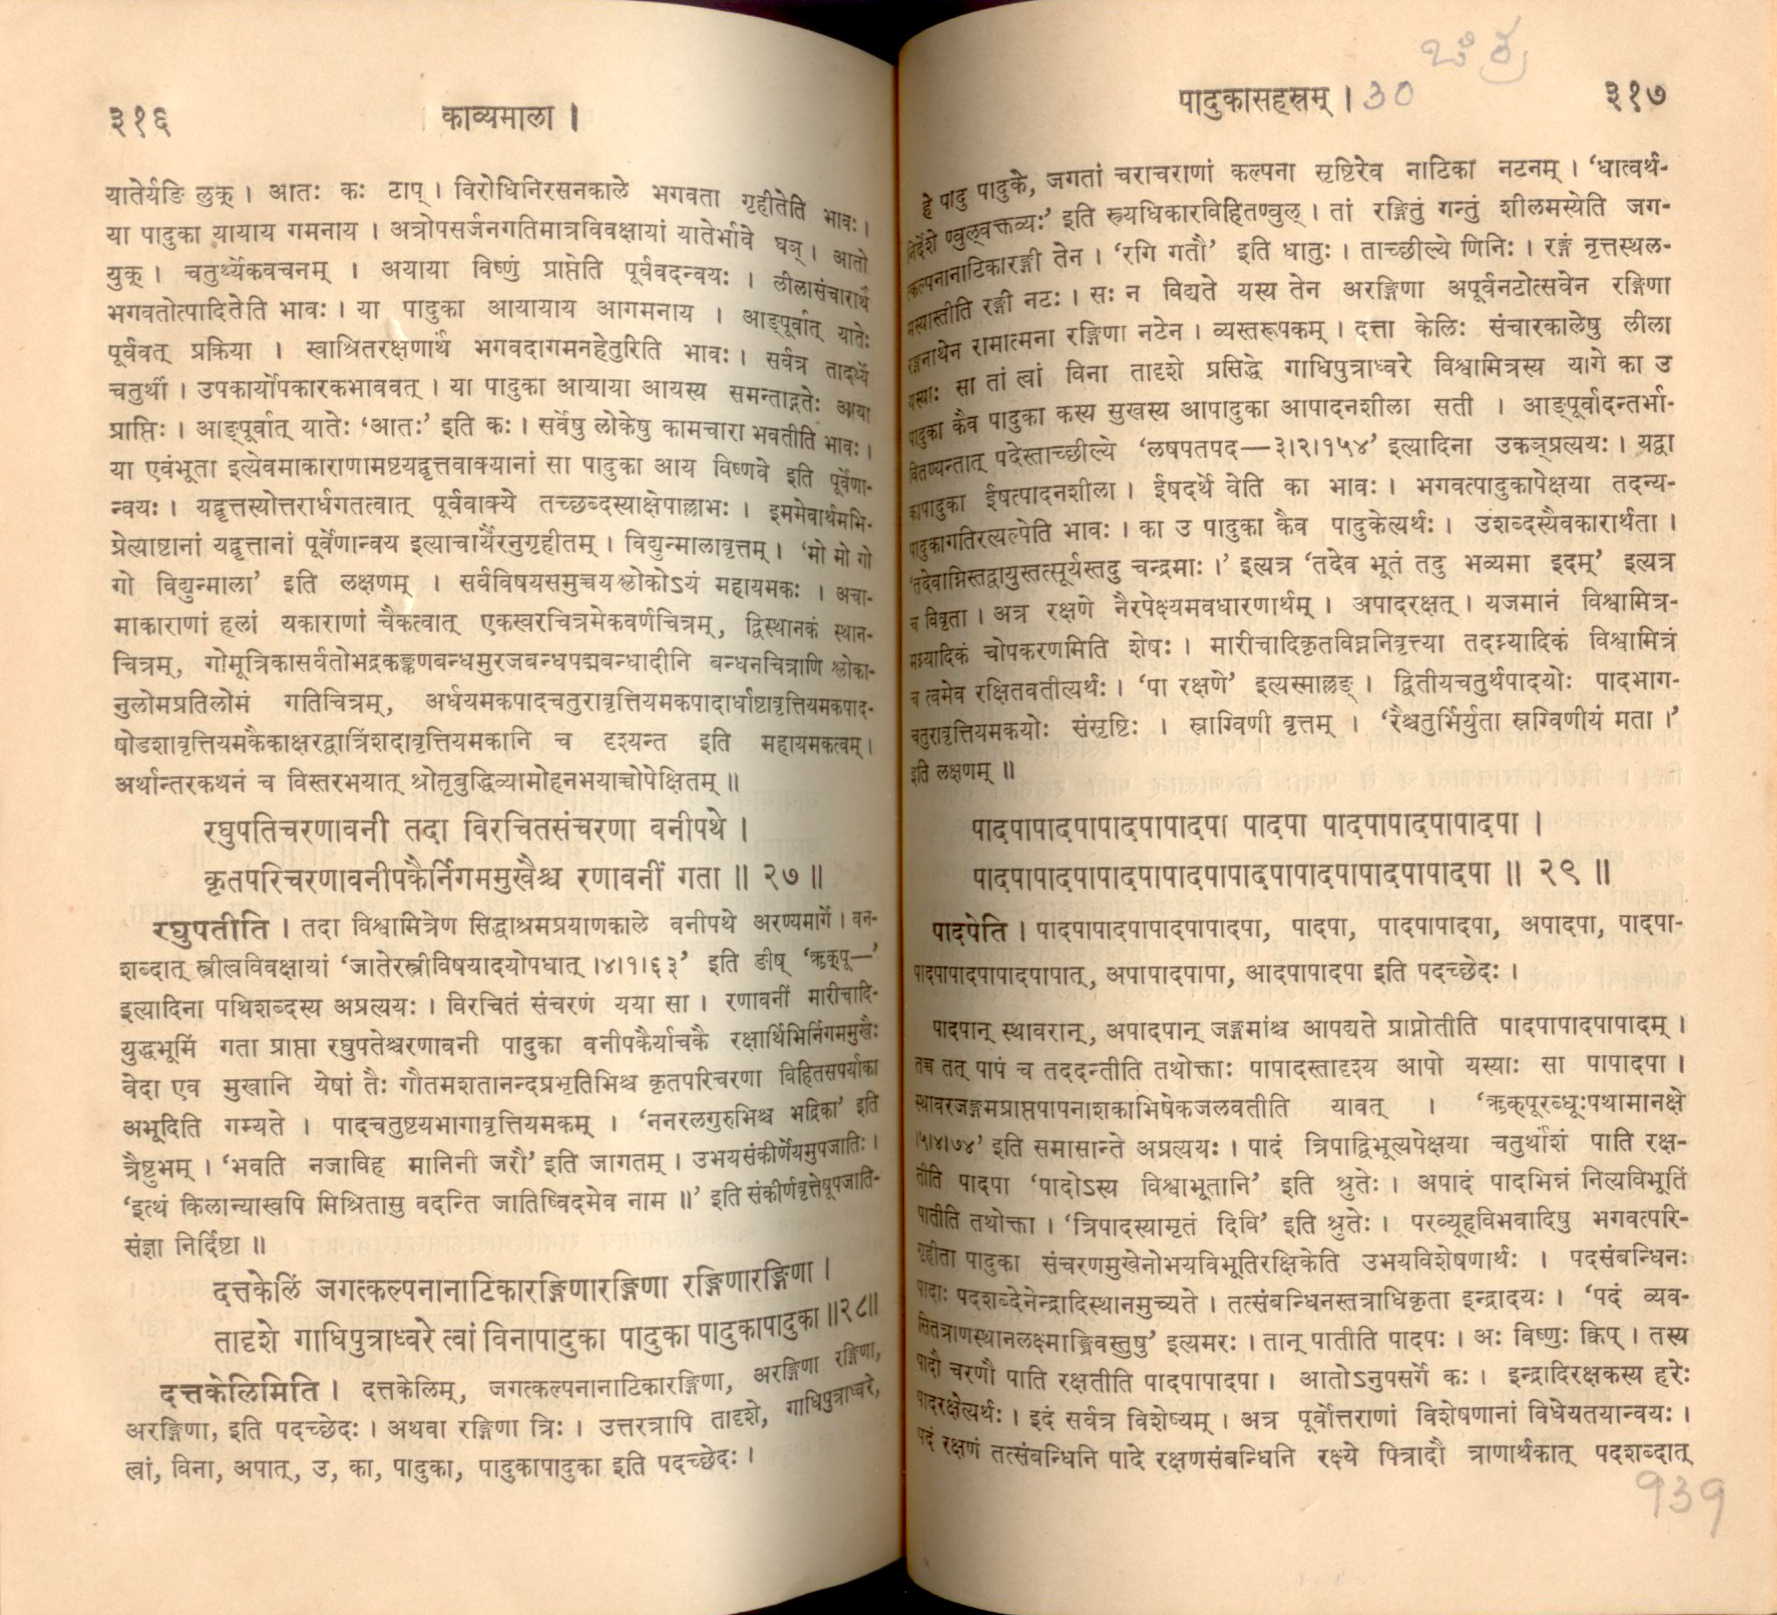 ३१६
काव्यमाला ।
यातेर्यङि लुक् । आतः कः टाप् । विरोधिनिरसनकाले भगवता गृहीतेति भावः ।
या पादुका यायाय गमनाय । अत्रोपसर्जनगतिमात्रविवक्षायां यातेर्भावे घञ् । आतो
युक् । चतुर्थ्येकवचनम् । अयाया विष्णुं प्राप्तेति पूर्ववदन्वयः । लीलासंचारार्थं
भगवतोत्पादितेति भावः । या पादुका आयायाय आगमनाय । आङ्पूर्वात् यातेः
पूर्ववत् प्रक्रिया । स्वाश्रितरक्षणार्थं भगवदागमनहेतुरिति भावः । सर्वत्र तादर्थ्ये
चतुर्थी । उपकार्योपकारकभाववत् । या पादुका आयाया आयस्य समन्ताद्गतेः आया
प्राप्तिः । आङ्पूर्वात् यातेः ‘आतः’ इति कः । सर्वेषु लोकेषु कामचारा भवतीति भावः ।
या एवंभूता इत्येवमाकाराणामष्टयद्वृत्तवाक्यानां सा पादुका आय विष्णवे इति पूर्वेणा-
न्वयः । यद्वृत्तस्योत्तरार्धगतत्वात् पूर्ववाक्ये तच्छब्दस्याक्षेपाल्लाभः । इममेवार्थमभि-
प्रेत्याष्टानां यद्वृत्तानां पूर्वेणान्वय इत्याचार्यैरनुगृहीतम् । विद्युन्मालावृत्तम् । ‘मो मो गो
गो विद्युन्माला’ इति लक्षणम् । सर्वविषयसमुच्चयश्लोकोऽयं महायमकः । अचा-
माकाराणां हलां यकाराणां चैकत्वात् एकस्वरचित्रमेकवर्णचित्रम्, द्विस्थानकं स्थान-
चित्रम्, गोमूत्रिकासर्वतोभद्रकङ्कणबन्धमुरजबन्धपद्मबन्धादीनि बन्धनचित्राणि श्लोका-
नुलोमप्रतिलोमं गतिचित्रम्, अर्धयमकपादचतुरावृत्तियमकपादार्धाष्टावृत्तियमकपाद-
षोडशावृत्तियमकैकाक्षरद्वात्रिंशदावृत्तियमकानि च दृश्यन्त इति महायमकत्वम् ।
अर्थान्तरकथनं च विस्तरभयात् श्रोतृबुद्धिव्यामोहनभयाच्चोपेक्षितम् ॥
रघुपतिचरणावनी तदा विरचितसंचरणा वनीपथे ।
कृतपरिचरणावनीपकैर्निगममुखैश्च रणावनीं गता ॥ २७ ॥
रघुपतीति । तदा विश्वामित्रेण सिद्धाश्रमप्रयाणकाले वनीपथे अरण्यमार्गे । वन-
शब्दात् स्त्रीत्वविवक्षायां ‘जातेरस्त्रीविषयादयोपधात् ।४।१।६३’ इति ङीष् ‘ऋक्पू—’
इत्यादिना पथिशब्दस्य अप्रत्ययः । विरचितं संचरणं यया सा । रणावनीं मारीचादि-
युद्धभूमिं गता प्राप्ता रघुपतेश्चरणावनी पादुका वनीपकैर्याचकै रक्षार्थिभिर्निगममुखैः
वेदा एव मुखानि येषां तैः गौतमशतानन्दप्रभृतिभिश्च कृतपरिचरणा विहितसपर्याका
अभूदिति गम्यते । पादचतुष्टयभागावृत्तियमकम् । ‘ननरलगुरुभिश्च भद्रिका’ इति
त्रैष्टुभम् । ‘भवति नजाविह मानिनी जरौ’ इति जागतम् । उभयसंकीर्णेयमुपजातिः ।
‘इत्थं किलान्यास्वपि मिश्रितासु वदन्ति जातिष्विदमेव नाम ॥’ इति संकीर्णवृत्तेषूपजाति-
संज्ञा निर्दिष्टा ॥
दत्तकेलिं जगत्कल्पनानाटिकारङ्गिणारङ्गिणा रङ्गिणारङ्गिणा ।
तादृशे गाधिपुत्राध्वरे त्वां विनापादुका पादुका पादुकापादुका ॥२८॥
दत्तकेलिमिति । दत्तकेलिम्, जगत्कल्पनानाटिकारङ्गिणा, अरङ्गिणा रङ्गिणा,
अरङ्गिणा, इति पदच्छेदः । अथवा रङ्गिणा त्रिः । उत्तरत्रापि तादृशे, गाधिपुत्राध्वरे,
त्वां, विना, अपात्, उ, का, पादुका, पादुकापादुका इति पदच्छेदः ।
पादुकासहस्रम् । 30
३१७
हे पादु पादुके, जगतां चराचराणां कल्पना सृष्टिरेव नाटिका नटनम् । ‘धात्वर्थ-
निर्देशे ण्वुल्वक्तव्यः’ इति स्त्र्यधिकारविहितण्वुल् । तां रङ्गितुं गन्तुं शीलमस्येति जग-
त्कल्पनानाटिकारङ्गी तेन । ‘रगि गतौ’ इति धातुः । ताच्छील्ये णिनिः । रङ्गं नृत्तस्थल-
मस्यास्तीति रङ्गी नटः । सः न विद्यते यस्य तेन अरङ्गिणा अपूर्वनटोत्सवेन रङ्गिणा
रङ्गनाथेन रामात्मना रङ्गिणा नटेन । व्यस्तरूपकम् । दत्ता केलिः संचारकालेषु लीला
यस्याः सा तां त्वां विना तादृशे प्रसिद्धे गाधिपुत्राध्वरे विश्वामित्रस्य यागे का उ
पादुका कैव पादुका कस्य सुखस्य आपादुका आपादनशीला सती । आङ्पूर्वादन्तर्भा-
वितण्यन्तात् पदेस्ताच्छील्ये ‘लषपतपद—३।२।१५४’ इत्यादिना उकञ्प्रत्ययः । यद्वा
कापादुका ईषत्पादनशीला । ईषदर्थे वेति का भावः । भगवत्पादुकापेक्षया तदन्य-
पादुकागतिरत्यल्पेति भावः । का उ पादुका कैव पादुकेत्यर्थः । उशब्दस्यैवकारार्थता ।
‘तदेवाग्निस्तद्वायुस्तत्सूर्यस्तदु चन्द्रमाः ।’ इत्यत्र ‘तदेव भूतं तदु भव्यमा इदम्’ इत्यत्र
च विवृता । अत्र रक्षणे नैरपेक्ष्यमवधारणार्थम् । अपादरक्षत् । यजमानं विश्वामित्र-
मग्न्यादिकं चोपकरणमिति शेषः । मारीचादिकृतविघ्ननिवृत्त्या तदग्न्यादिकं विश्वामित्रं
च त्वमेव रक्षितवतीत्यर्थः । ‘पा रक्षणे’ इत्यस्माल्लङ् । द्वितीयचतुर्थपादयोः पादभाग-
चतुरावृत्तियमकयोः संसृष्टिः । स्राग्विणी वृत्तम् । ‘रैश्चतुर्भिर्युता स्रग्विणीयं मता ।’
इति लक्षणम् ॥
पादपापादपापादपापादपा पादपा पादपापादपापादपा ।
पादपापादपापादपापादपापादपापादपापादपापादपा ॥ २९ ॥
पादपेति । पादपापादपापादपापादपा, पादपा, पादपापादपा, अपादपा, पादपा-
पादपापादपापादपापात्, अपापादपापा, आदपापादपा इति पदच्छेदः ।
पादपान् स्थावरान्, अपादपान् जङ्गमांश्च आपद्यते प्राप्नोतीति पादपापादपापादम् ।
तच्च तत् पापं च तददन्तीति तथोक्ताः पापादस्तादृश्य आपो यस्याः सा पापादपा ।
स्थावरजङ्गमप्राप्तपापनाशकाभिषेकजलवतीति यावत् । ‘ऋक्पूरब्धूःपथामानक्षे
।५।४।७४’ इति समासान्ते अप्रत्ययः । पादं त्रिपाद्विभूत्यपेक्षया चतुर्थांशं पाति रक्ष-
तीति पादपा ‘पादोऽस्य विश्वाभूतानि’ इति श्रुतेः । अपादं पादभिन्नं नित्यविभूतिं
पातीति तथोक्ता । ‘त्रिपादस्यामृतं दिवि’ इति श्रुतेः । परव्यूहविभवादिषु भगवत्परि-
गृहीता पादुका संचरणमुखेनोभयविभूतिरक्षिकेति उभयविशेषणार्थः । पदसंबन्धिनः
पादाः पदशब्देनेन्द्रादिस्थानमुच्यते । तत्संबन्धिनस्तत्राधिकृता इन्द्रादयः । ‘पदं व्यव-
सितत्राणस्थानलक्ष्माङ्घ्रिवस्तुषु’ इत्यमरः । तान् पातीति पादपः । अः विष्णुः क्विप् । तस्य
पादौ चरणौ पाति रक्षतीति पादपापादपा । आतोऽनुपसर्गे कः । इन्द्रादिरक्षकस्य हरेः
पादरक्षेत्यर्थः । इदं सर्वत्र विशेष्यम् । अत्र पूर्वोत्तराणां विशेषणानां विधेयतयान्वयः ।
पदं रक्षणं तत्संबन्धिनि पादे रक्षणसंबन्धिनि रक्ष्ये पित्रादौ त्राणार्थकात् पदशब्दात्
939